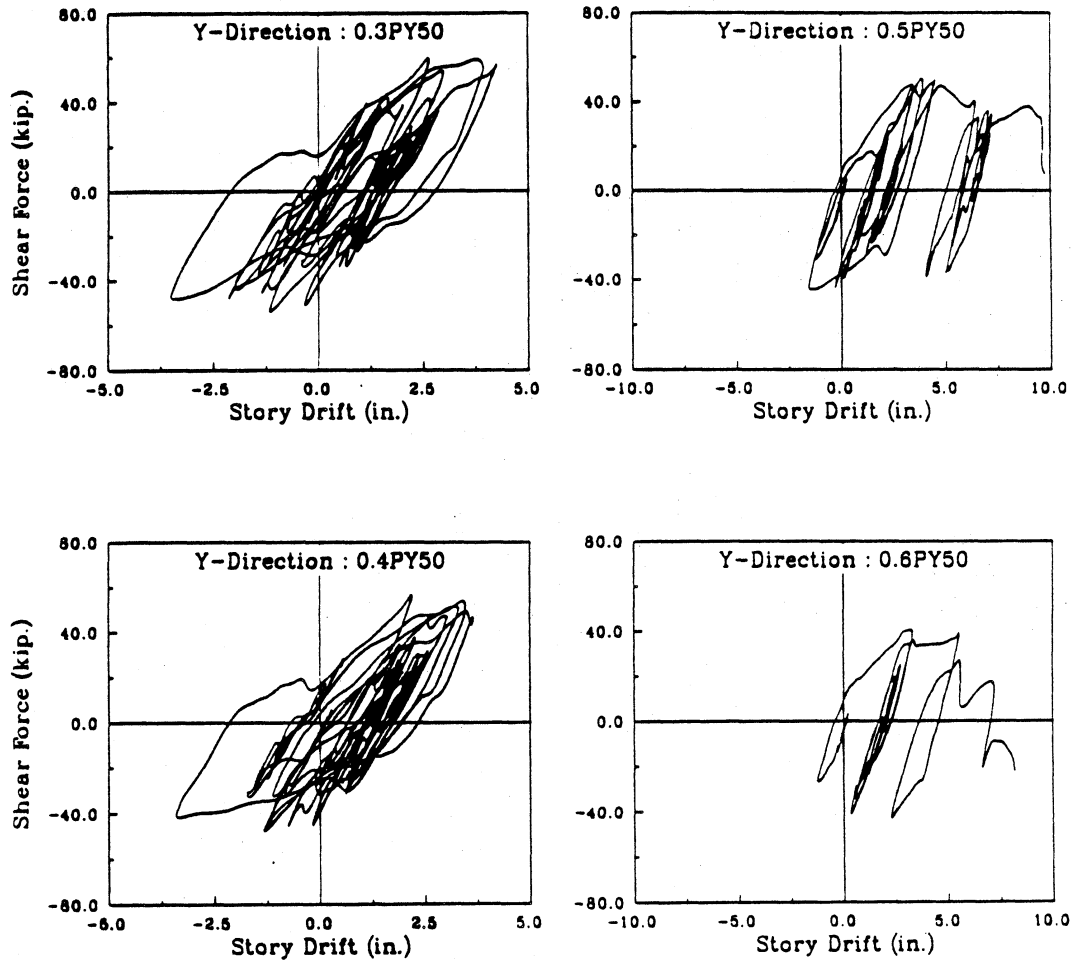 Y-Direction : 0.3PY50
80.0
40.0
0.0
-40.0
-80.0
Shear Force (kip.)
-5.0 -2.5 0.0 2.5 5.0
Story Drift (in.)
Y-Direction : 0.5PY50
80.0
40.0
0.0
-40.0
-80.0
-10.0 -5.0 0.0 5.0 10.0
Story Drift (in.)
Y-Direction : 0.4PY50
80.0
40.0
0.0
-40.0
-80.0
Shear Force (kip.)
-5.0 -2.5 0.0 2.5 5.0
Story Drift (in.)
Y-Direction : 0.6PY50
80.0
40.0
0.0
-40.0
-80.0
-10.0 -5.0 0.0 5.0 10.0
Story Drift (in.)